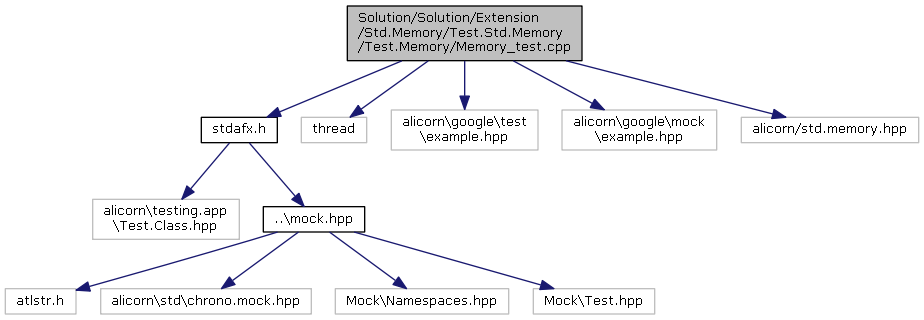 Solution/Solution/Extension
/Std.Memory/Test.Std.Memory
/Test.Memory/Memory_test.cpp
stdafx.h
thread
alicorn\google\test
\example.hpp
alicorn\google\mock
\example.hpp
alicorn/std.memory.hpp
alicorn\testing.app
\Test.Class.hpp
..\mock.hpp
atlstr.h
alicorn\std\chrono.mock.hpp
Mock\Namespaces.hpp
Mock\Test.hpp